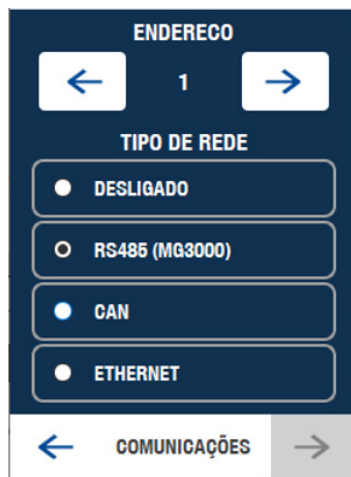 ENDERECO
1
TIPO DE REDE
DESLIGADO
RS485 (MG3000)
CAN
ETHERNET
COMUNICAÇÕES